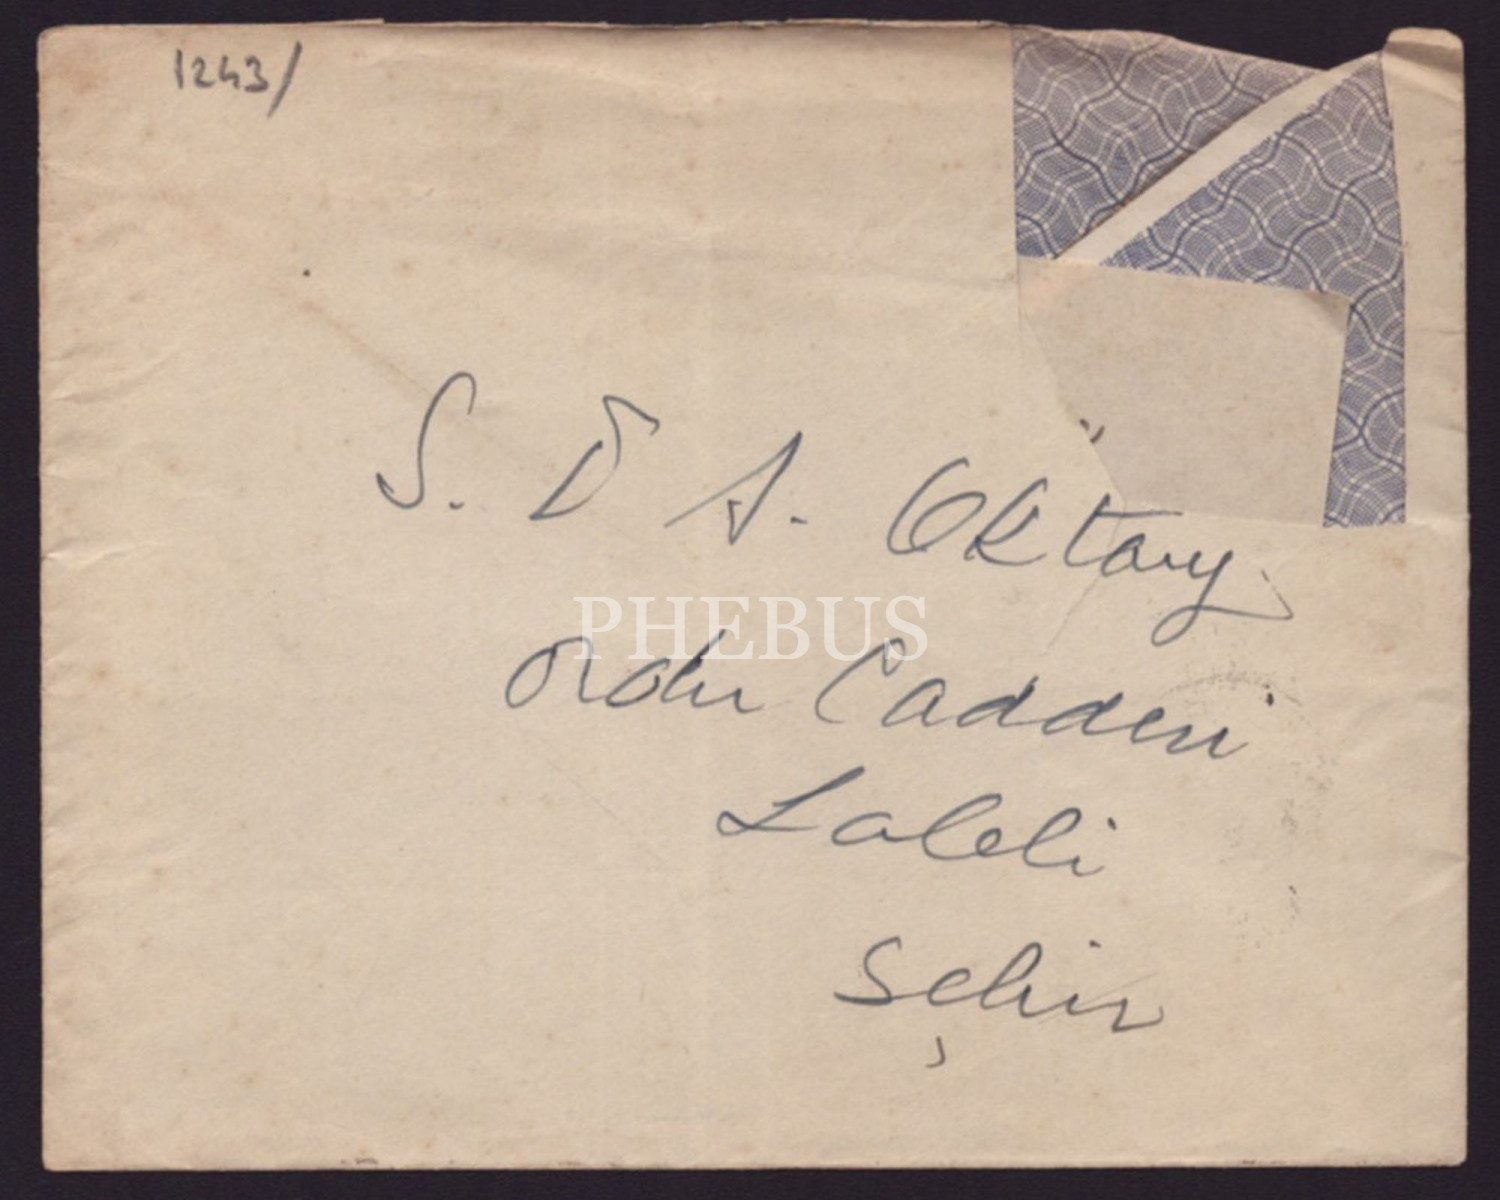 1243/
S. D A. Oktay
PHEBUS
Ordu Caddesi
Laleli
Şehir